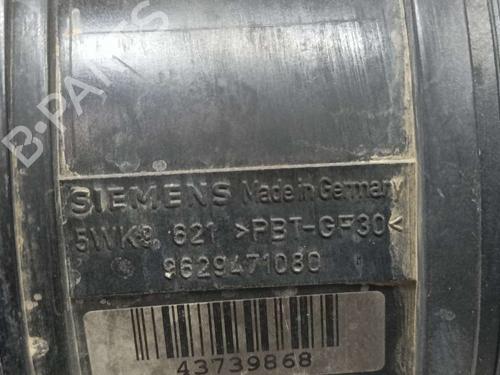 B-PARTS
SIEMENS Made in Germany
5WK9 621 >PBT-GF30<
9629471080
43739868